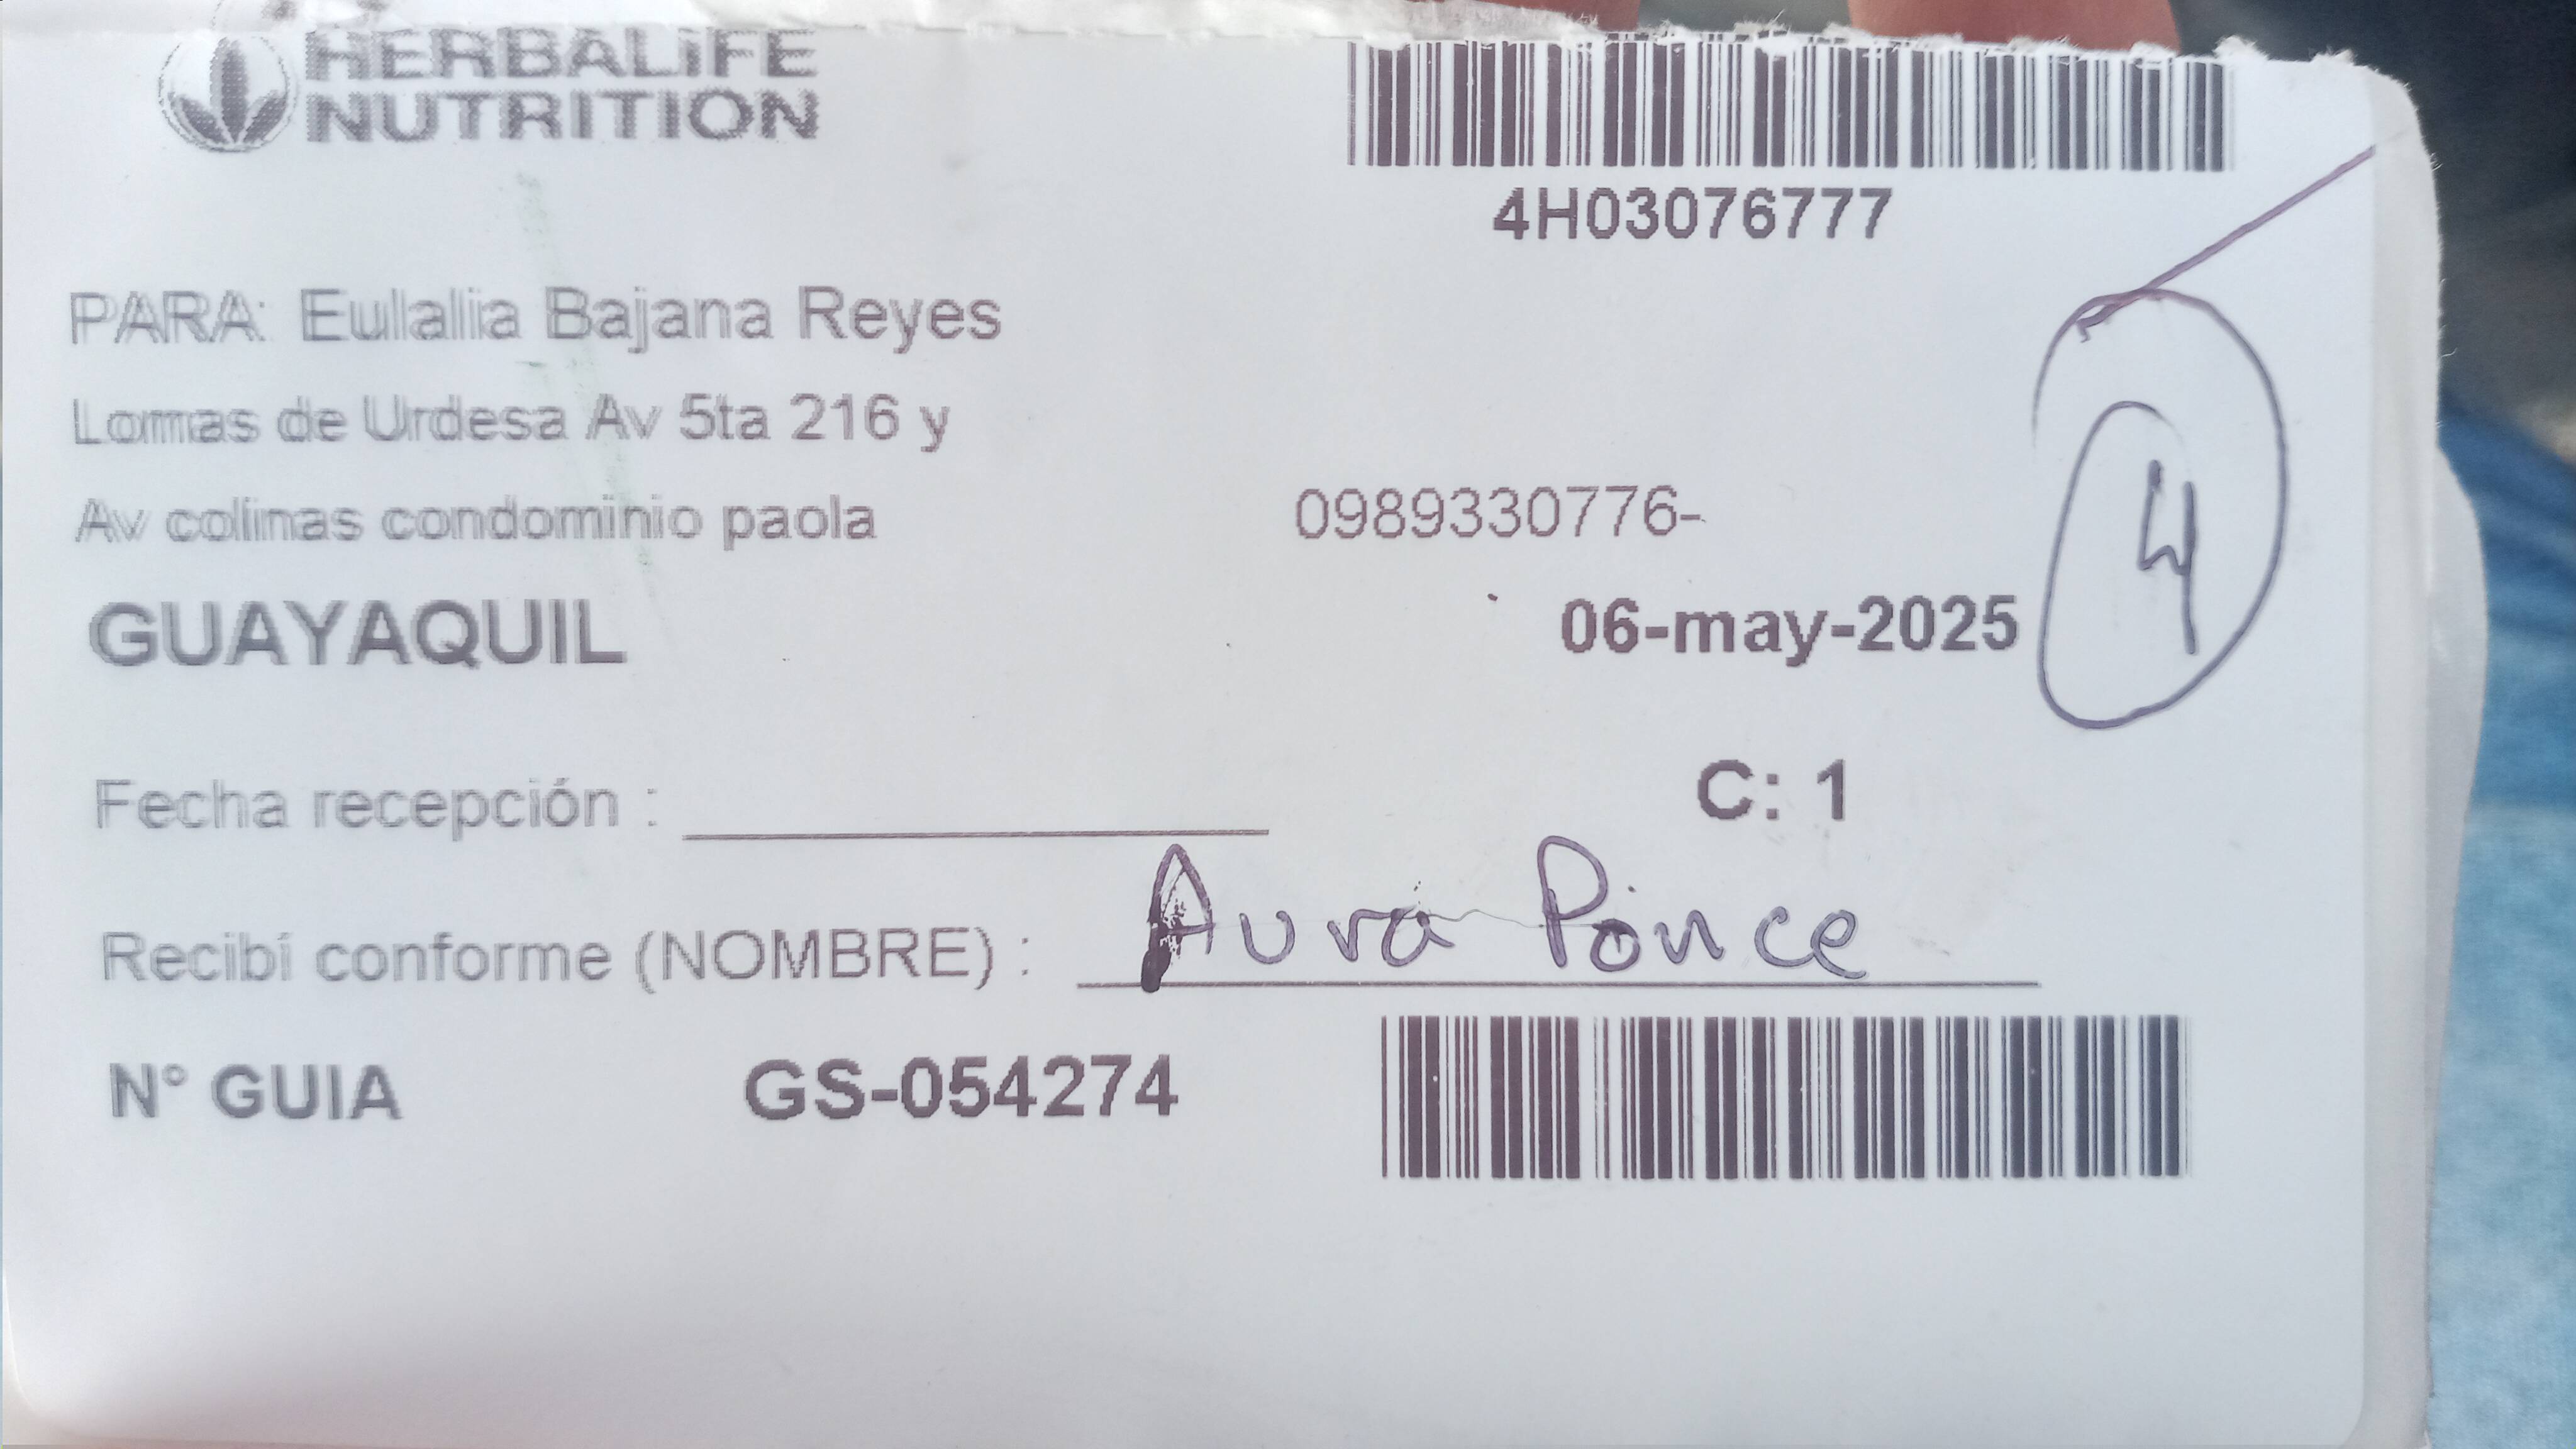 HERBALIFE
NUTRITION
4H03076777
PARA: Eulalia Bajana Reyes
Lomas de Urdesa Av 5ta 216 y
Av colinas condominio paola
0989330776-
GUAYAQUIL
06-may-2025
4
Fecha recepción :
C: 1
Recibí conforme (NOMBRE) : Aura Ponce
N° GUIA GS-054274